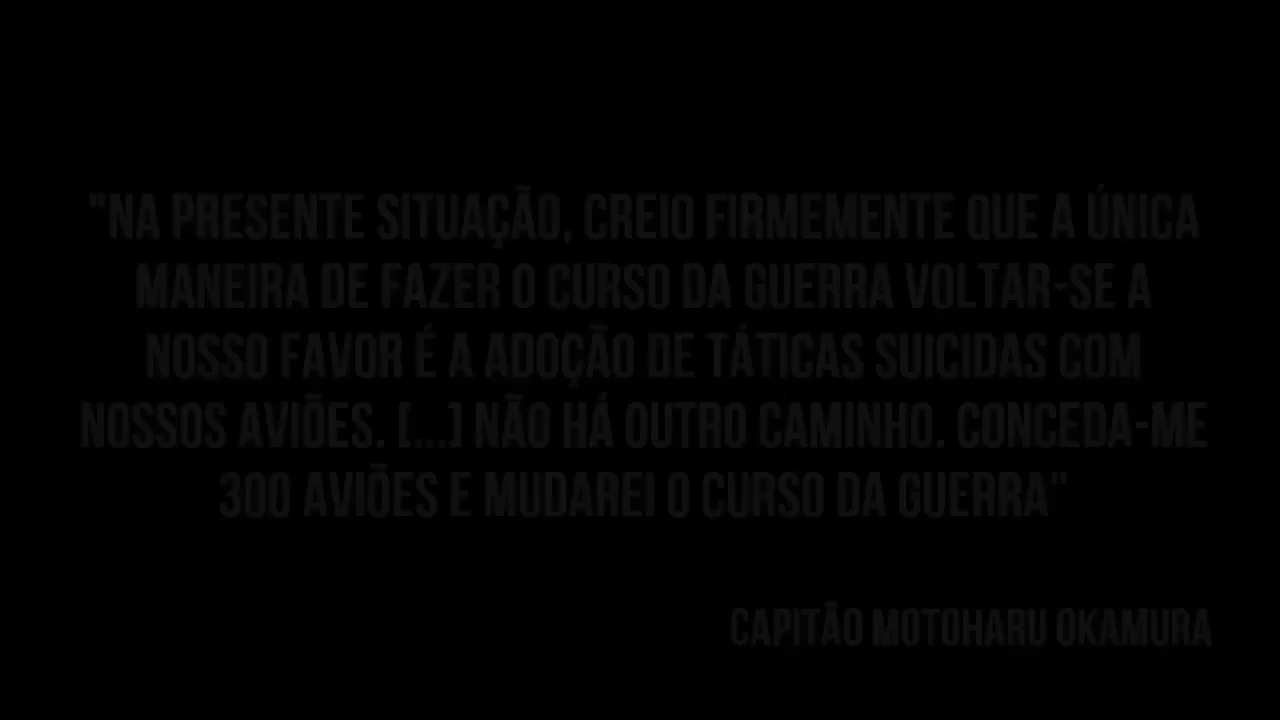 "NA PRESENTE SITUAÇÃO, CREIO FIRMEMENTE QUE A ÚNICA
MANEIRA DE FAZER O CURSO DA GUERRA VOLTAR-SE A
NOSSO FAVOR É A ADOÇÃO DE TÁTICAS SUICIDAS COM
NOSSOS AVIÕES. [...] NÃO HÁ OUTRO CAMINHO. CONCEDA-ME
300 AVIÕES E MUDAREI O CURSO DA GUERRA"
CAPITÃO MOTOHARU OKAMURA